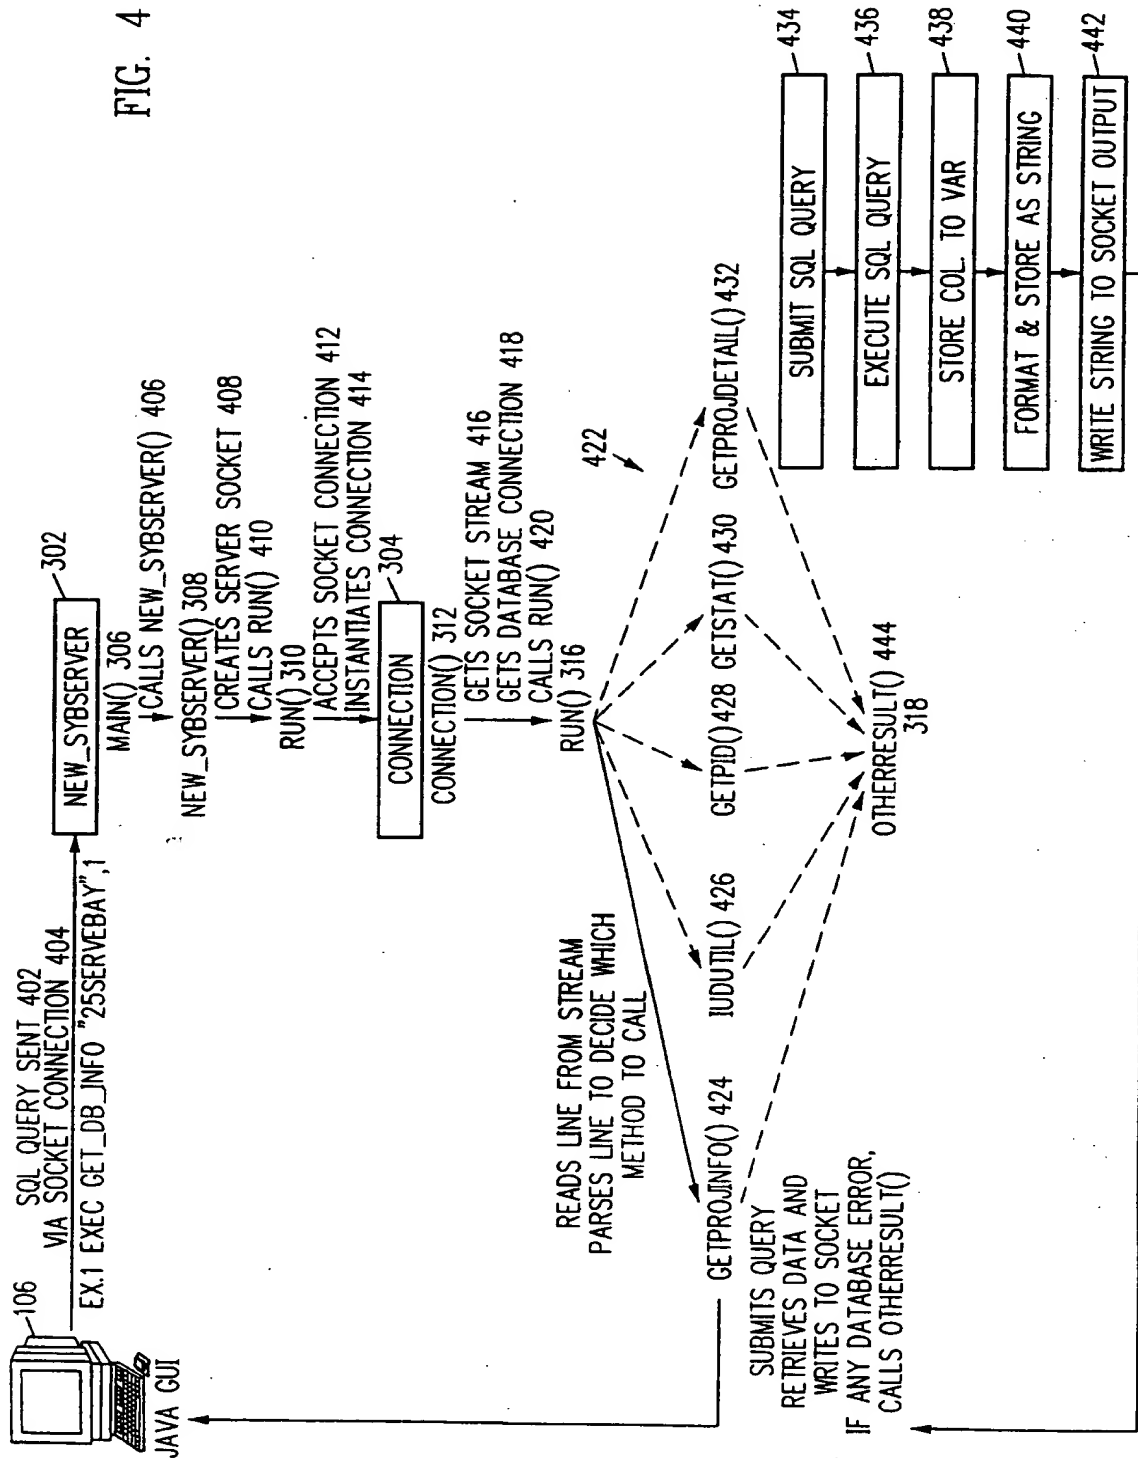 FIG. 4
106
JAVA GUI
SQL QUERY SENT 402
VIA SOCKET CONNECTION 404
EX.1 EXEC GET_DB_INFO "25SERVEBAY",1
302
NEW_SYBSERVER
MAIN() 306
CALLS NEW_SYBSERVER() 406
NEW_SYBSERVER() 308
CREATES SERVER SOCKET 408
CALLS RUN() 410
RUN() 310
ACCEPTS SOCKET CONNECTION 412
INSTANTIATES CONNECTION 414
304
CONNECTION
CONNECTION() 312
GETS SOCKET STREAM 416
GETS DATABASE CONNECTION 418
CALLS RUN() 420
RUN() 316
READS LINE FROM STREAM
PARSES LINE TO DECIDE WHICH
METHOD TO CALL
422
GETPROJINFO() 424
IUDUTIL() 426
GETPID() 428
GETSTAT() 430
GETPROJDETAIL() 432
SUBMITS QUERY
RETRIEVES DATA AND
WRITES TO SOCKET
IF ANY DATABASE ERROR,
CALLS OTHERRESULT()
OTHERRESULT() 444
318
SUBMIT SQL QUERY
434
EXECUTE SQL QUERY
436
STORE COL. TO VAR
438
FORMAT & STORE AS STRING
440
WRITE STRING TO SOCKET OUTPUT
442